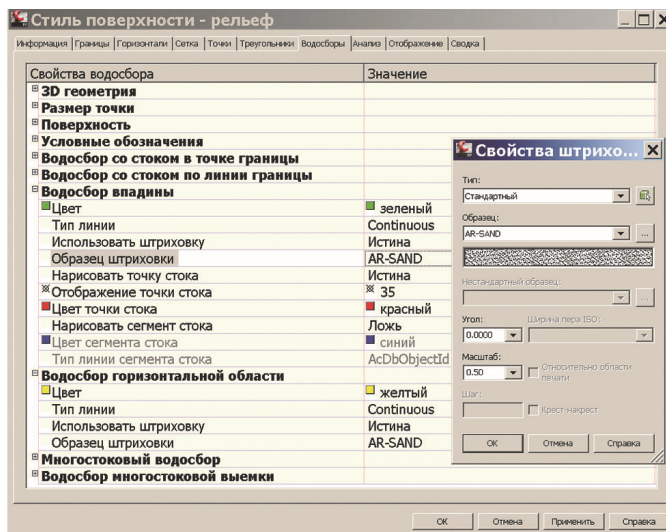 Стиль поверхности - рельеф
Информация Границы Горизонтали Сетка Точки Треугольники Водосборы Анализ Отображение Сводка
Свойства водосбора Значение
3D геометрия
Размер точки
Поверхность
Условные обозначения
Водосбор со стоком в точке границы
Водосбор со стоком по линии границы
Водосбор впадины
Цвет зеленый
Тип линии Continuous
Использовать штриховку Истина
Образец штриховки AR-SAND
Нарисовать точку стока Истина
Отображение точки стока 35
Цвет точки стока красный
Нарисовать сегмент стока Ложь
Цвет сегмента стока синий
Тип линии сегмента стока AcDbObjectId
Водосбор горизонтальной области
Цвет желтый
Тип линии Continuous
Использовать штриховку Истина
Образец штриховки AR-SAND
Многостоковый водосбор
Водосбор многостоковой выемки
OK Отмена Применить Справка
Свойства штрихо...
Тип:
Стандартный
Образец:
AR-SAND
Нестандартный образец:
Угол: Ширина пера ISO:
0.0000
Масштаб:
0.50 Относительно области печати
Шаг:
Крест-накрест
OK Отмена Справка